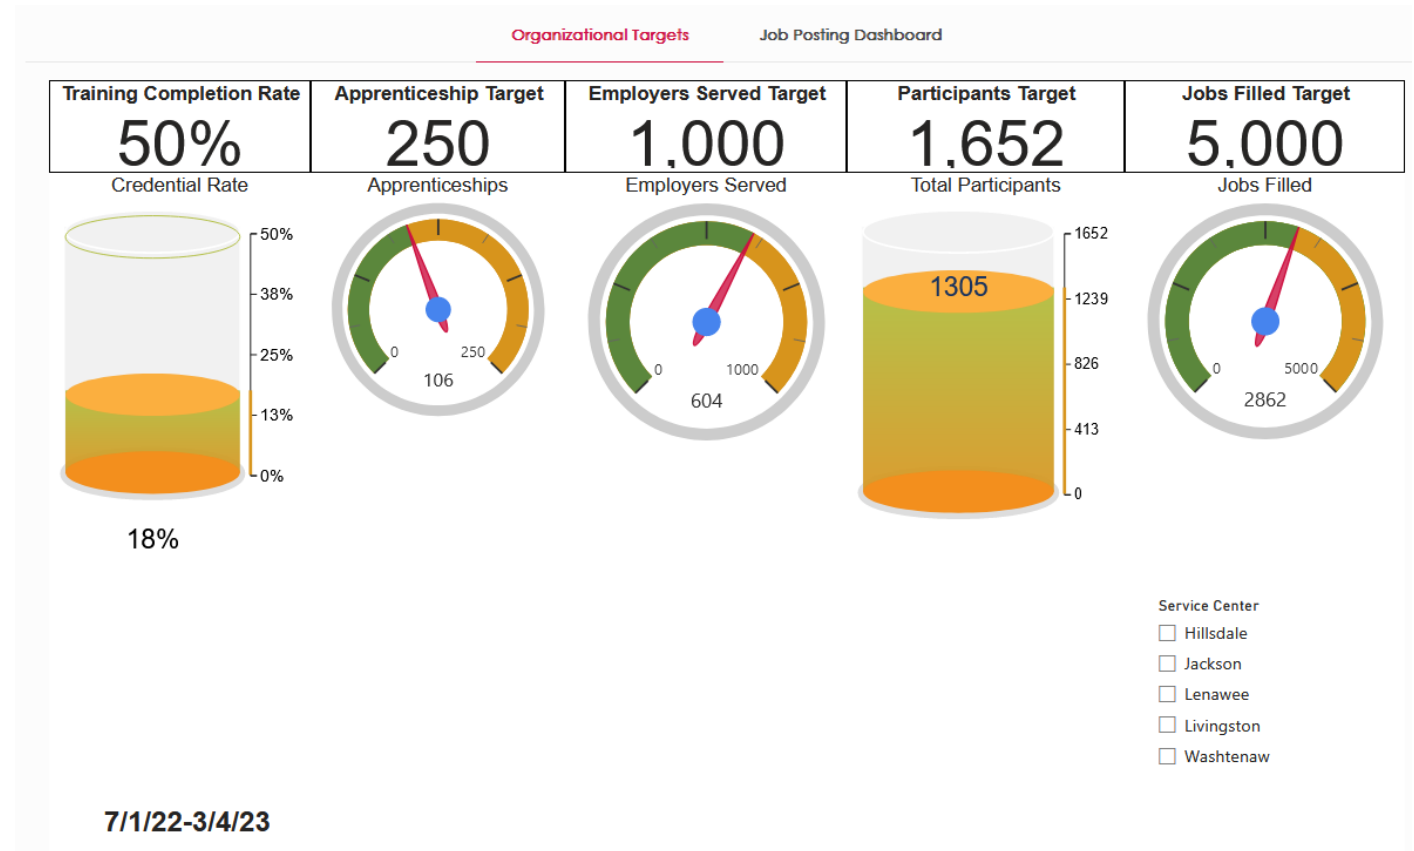 Organizational Targets
Job Posting Dashboard
Training Completion Rate
50%
Apprenticeship Target
250
Employers Served Target
1,000
Participants Target
1,652
Jobs Filled Target
5,000
Credential Rate
50%
38%
25%
13%
0%
18%
Apprenticeships
0
250
106
Employers Served
0
1000
604
Total Participants
1305
1652
1239
826
413
0
Jobs Filled
0
5000
2862
Service Center
Hillsdale
Jackson
Lenawee
Livingston
Washtenaw
7/1/22-3/4/23